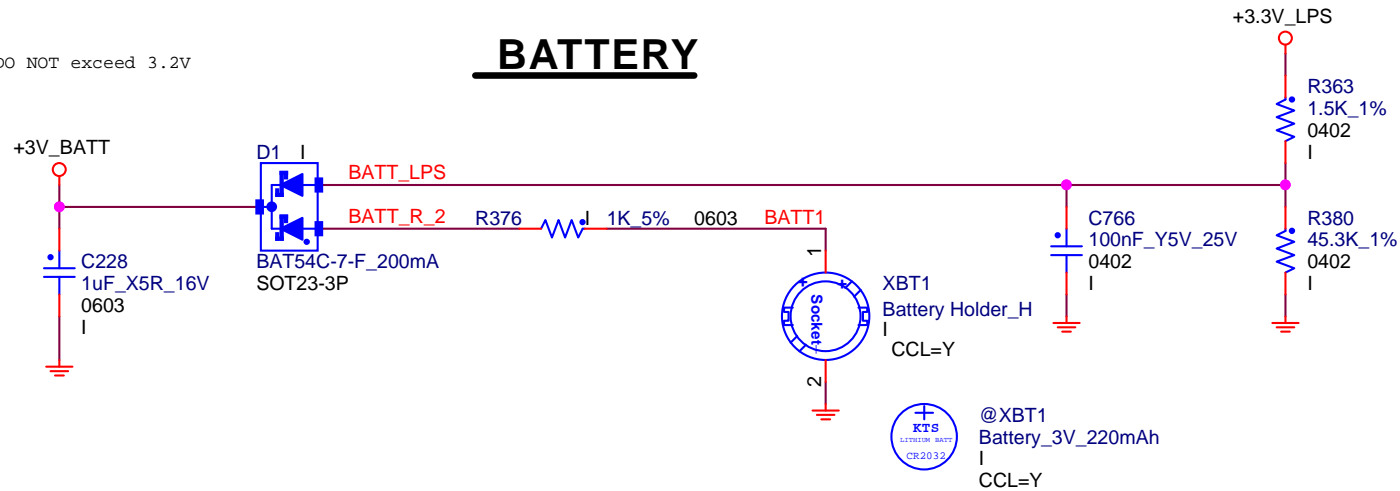 +3.3V_LPS
BATTERY
DO NOT exceed 3.2V
R363
1.5K_1%
0402
I
+3V_BATT
D1 I
BATT_LPS
BATT_R_2 R376 I 1K_5% 0603 BATT1
C228
1uF_X5R_16V
0603
I
BAT54C-7-F_200mA
SOT23-3P
C766
100nF_Y5V_25V
0402
I
R380
45.3K_1%
0402
I
1
Socket
2
XBT1
Battery Holder_H
I
CCL=Y
KTS
LITHIUM BATT
CR2032
@XBT1
Battery_3V_220mAh
I
CCL=Y